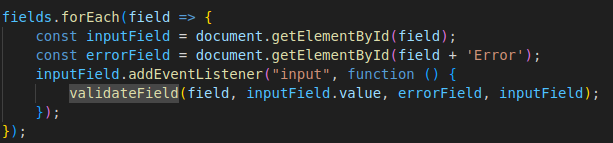 fields.forEach(field => {
    const inputField = document.getElementById(field);
    const errorField = document.getElementById(field + 'Error');
    inputField.addEventListener("input", function () {
        validateField(field, inputField.value, errorField, inputField);
    });
});